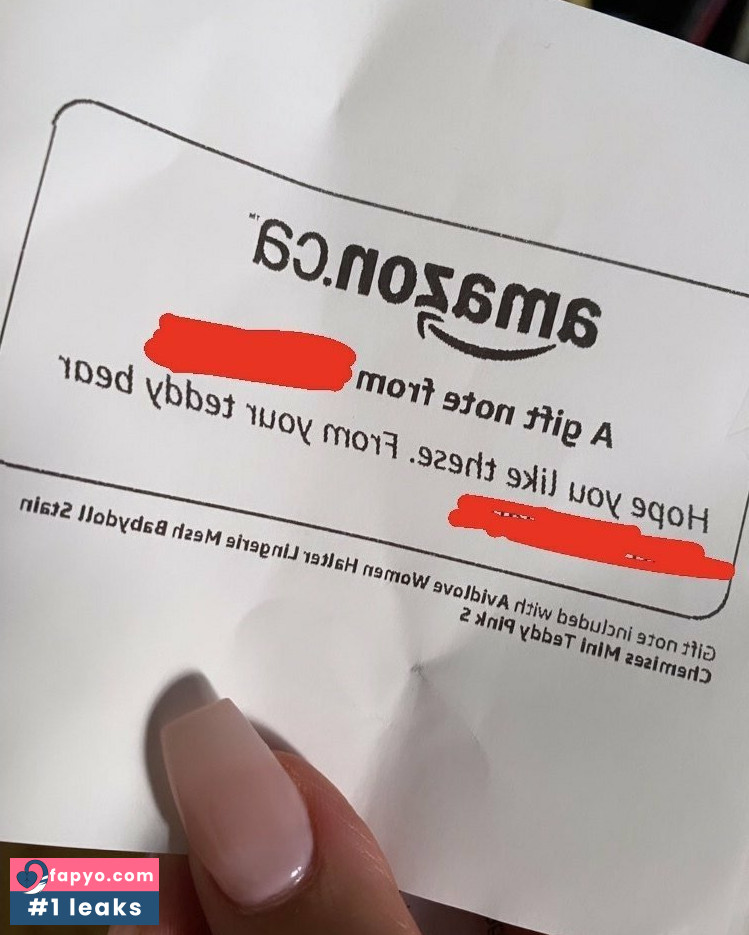 amazon.ca™
A gift note from
Hope you like these. From your teddy bear
Gift note included with Avidlove Women Halter Lingerie Mesh Babydoll Stain
Chemises Mini Teddy Pink S
fapyo.com
#1 leaks